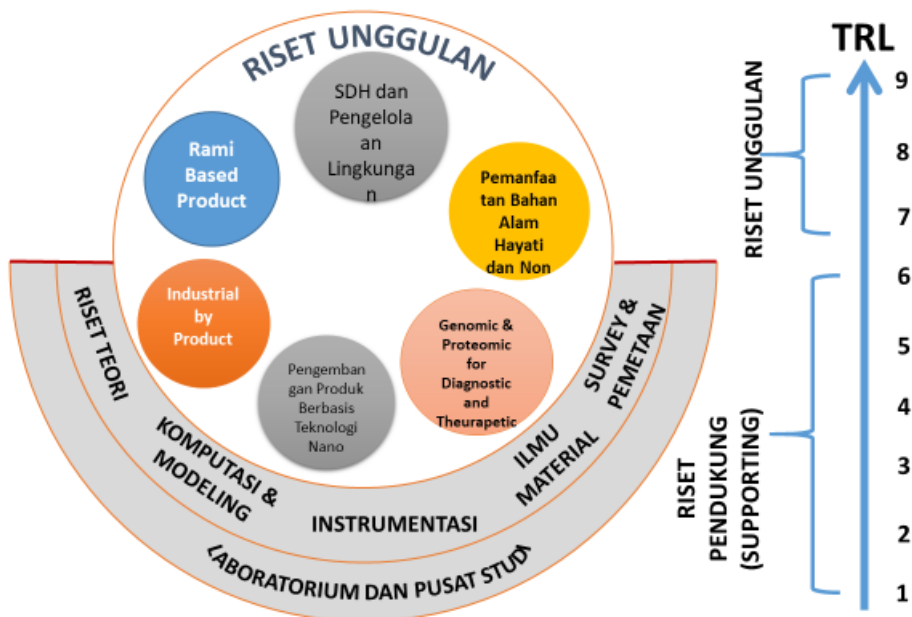 RISET UNGGULAN
SDH dan
Pengelola
an
Lingkunga
n
Rami
Based
Product
Pemanfaa
tan Bahan
Alam
Hayati
dan Non
Industrial
by
Product
Genomic &
Proteomic
for
Diagnostic
and
Theurapetic
Pengemban
gan Produk
Berbasis
Teknologi
Nano
RISET TEORI
KOMPUTASI &
MODELING
INSTRUMENTASI
ILMU
MATERIAL
SURVEY &
PEMETAAN
LABORATORIUM DAN PUSAT STUDI
TRL
RISET UNGGULAN
9
8
7
RISET
PENDUKUNG
(SUPPORTING)
6
5
4
3
2
1